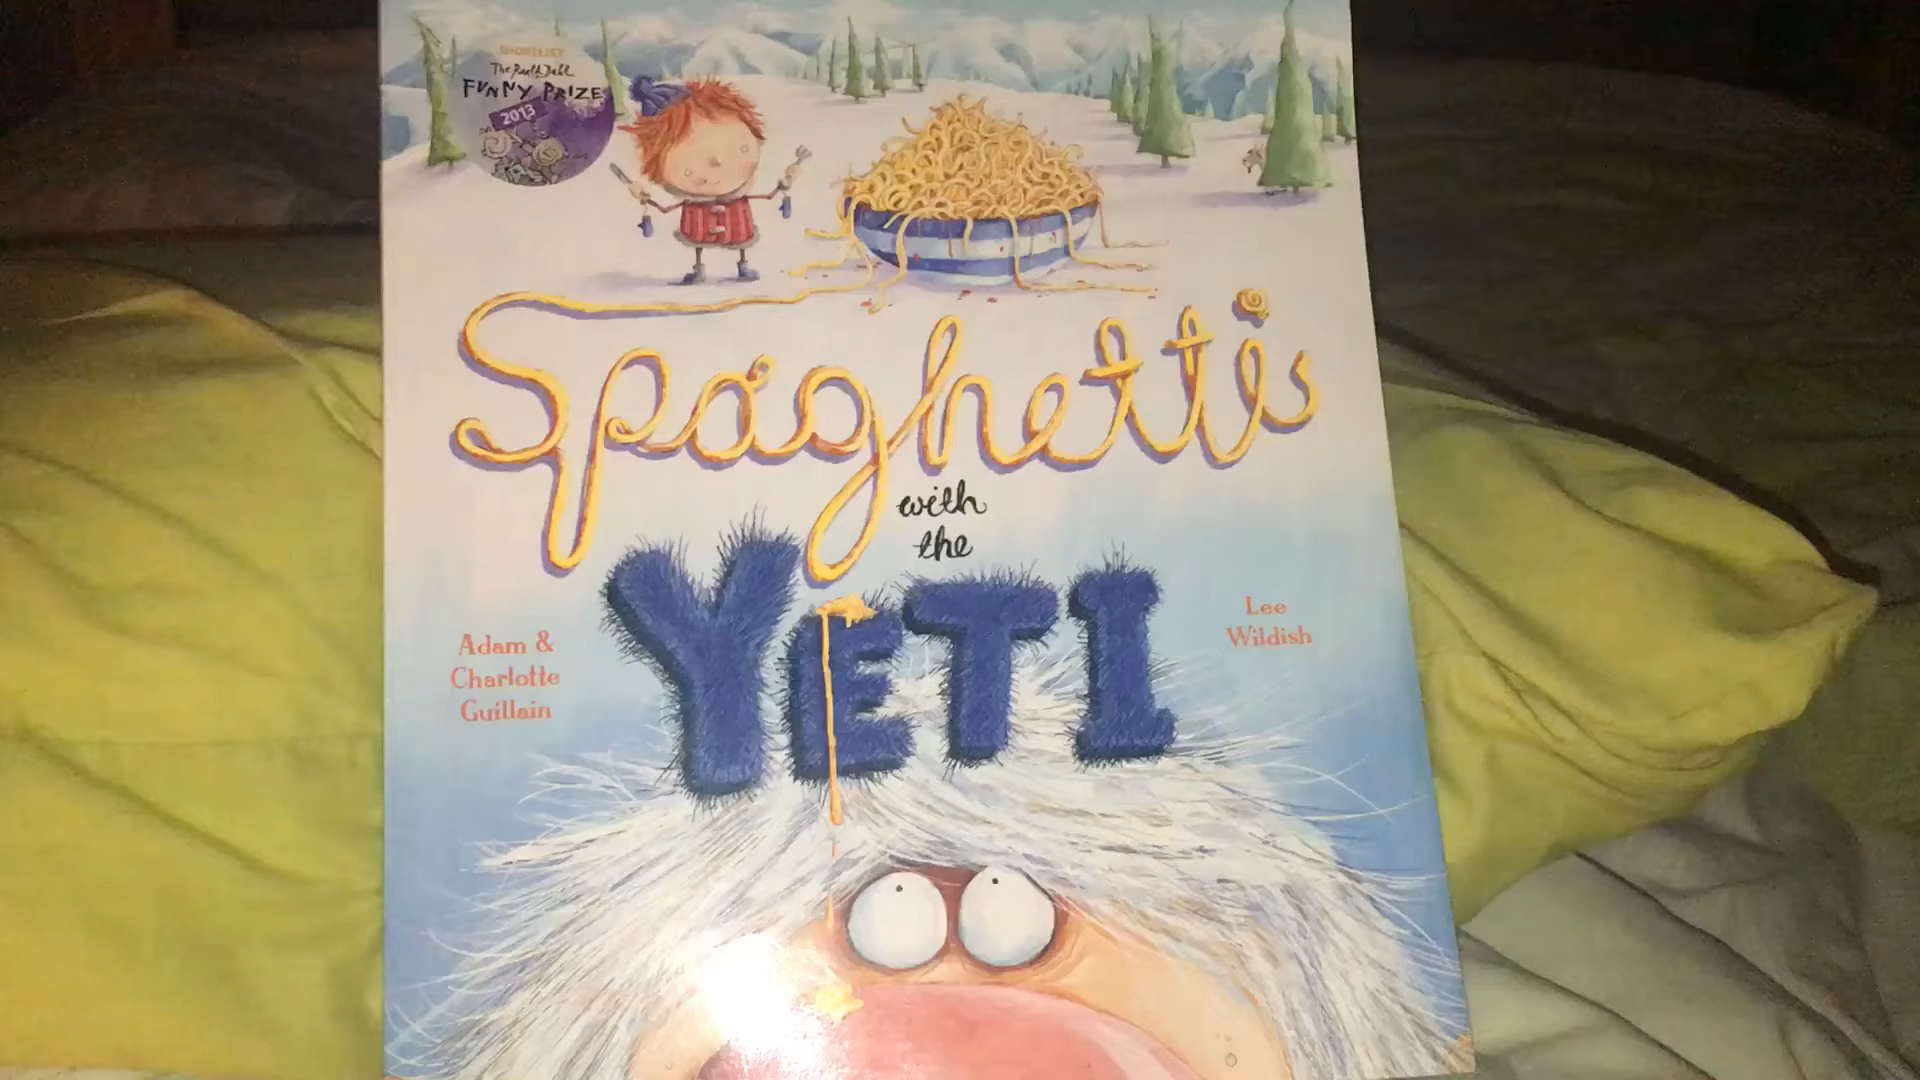 SHORTLIST
The Roald Dahl
FUNNY PRIZE
2013
Spaghetti
with
the
YETI
Adam &
Charlotte
Guillain
Lee
Wildish